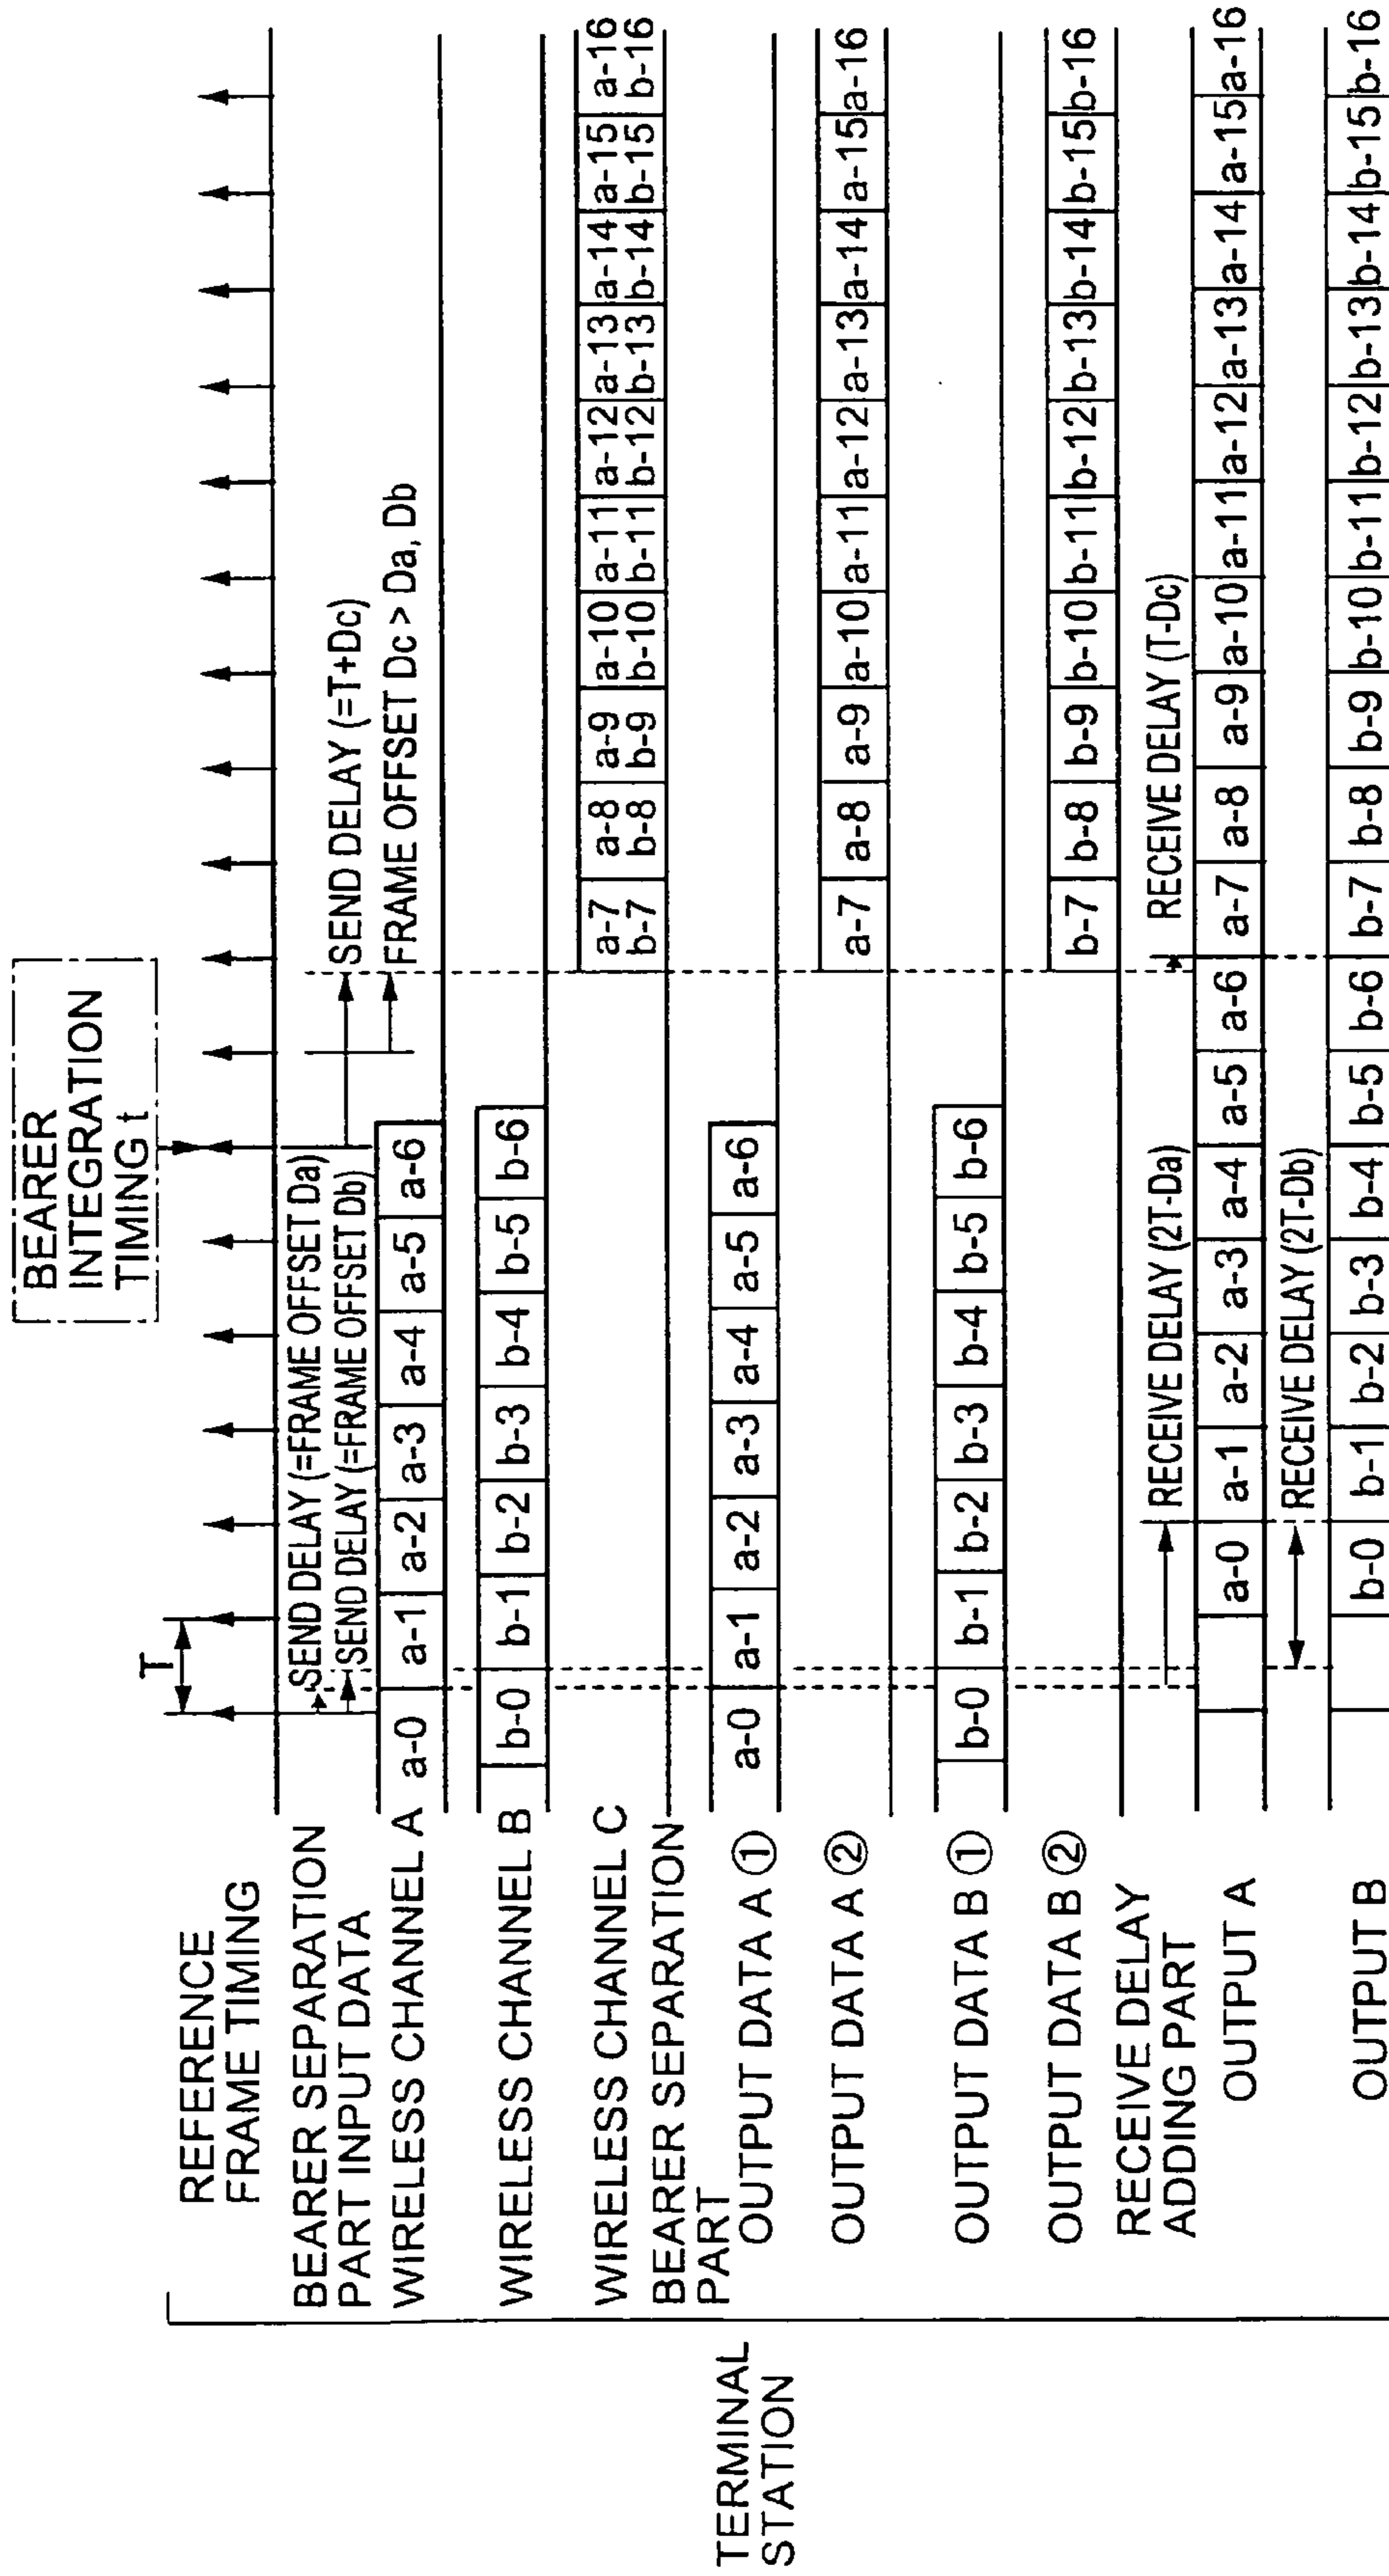 BEARER
INTEGRATION
TIMING t
T
REFERENCE
FRAME TIMING
SEND DELAY (=FRAME OFFSET Da)
SEND DELAY (=FRAME OFFSET Db)
SEND DELAY (=T+Dc)
FRAME OFFSET Dc > Da, Db
BEARER SEPARATION
PART INPUT DATA
WIRELESS CHANNEL A
a-0 a-1 a-2 a-3 a-4 a-5 a-6
WIRELESS CHANNEL B
b-0 b-1 b-2 b-3 b-4 b-5 b-6
WIRELESS CHANNEL C
a-7 a-8 a-9 a-10 a-11 a-12 a-13 a-14 a-15 a-16
b-7 b-8 b-9 b-10 b-11 b-12 b-13 b-14 b-15 b-16
BEARER SEPARATION
PART
OUTPUT DATA A ①
a-0 a-1 a-2 a-3 a-4 a-5 a-6
OUTPUT DATA A ②
a-7 a-8 a-9 a-10 a-11 a-12 a-13 a-14 a-15 a-16
OUTPUT DATA B ①
b-0 b-1 b-2 b-3 b-4 b-5 b-6
OUTPUT DATA B ②
b-7 b-8 b-9 b-10 b-11 b-12 b-13 b-14 b-15 b-16
RECEIVE DELAY
ADDING PART
RECEIVE DELAY (2T-Da)
RECEIVE DELAY (T-Dc)
OUTPUT A
a-0 a-1 a-2 a-3 a-4 a-5 a-6 a-7 a-8 a-9 a-10 a-11 a-12 a-13 a-14 a-15 a-16
RECEIVE DELAY (2T-Db)
OUTPUT B
b-0 b-1 b-2 b-3 b-4 b-5 b-6 b-7 b-8 b-9 b-10 b-11 b-12 b-13 b-14 b-15 b-16
TERMINAL
STATION